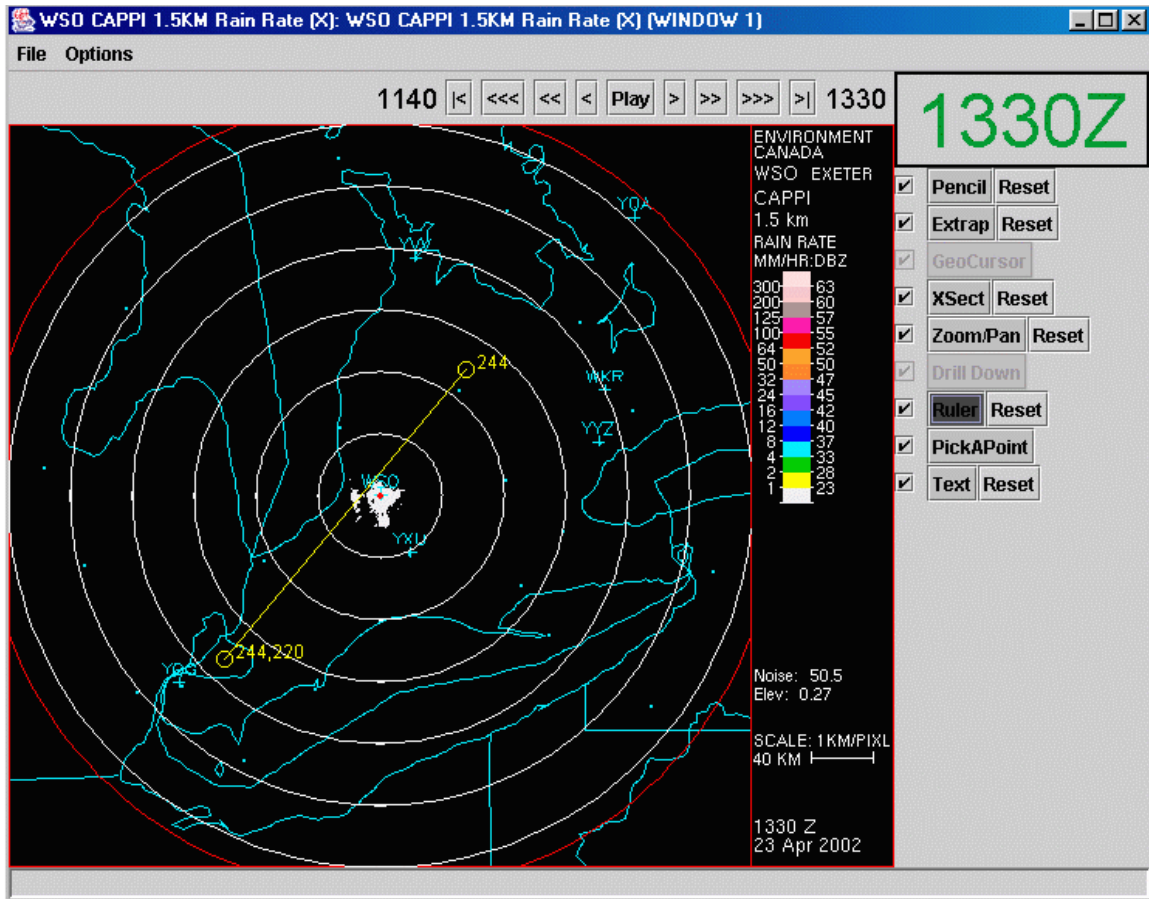 WSO CAPPI 1.5KM Rain Rate (X): WSO CAPPI 1.5KM Rain Rate (X) (WINDOW 1)
File Options
1140 |< <<< << < Play > >> >>> >| 1330
1330Z
ENVIRONMENT
CANADA
WSO EXETER
CAPPI
1.5 km
RAIN RATE
MM/HR:DBZ
300 63
200 60
125 57
100 55
64 52
50 50
32 47
24 45
16 42
12 40
8 37
4 33
2 28
1 23
Noise: 50.5
Elev: 0.27
SCALE: 1KM/PIXL
40 KM
1330 Z
23 Apr 2002
YQA
YVV
244
WKR
YYZ
WSO
YXU
244,220
YQG
Pencil Reset
Extrap Reset
GeoCursor
XSect Reset
Zoom/Pan Reset
Drill Down
Ruler Reset
PickAPoint
Text Reset